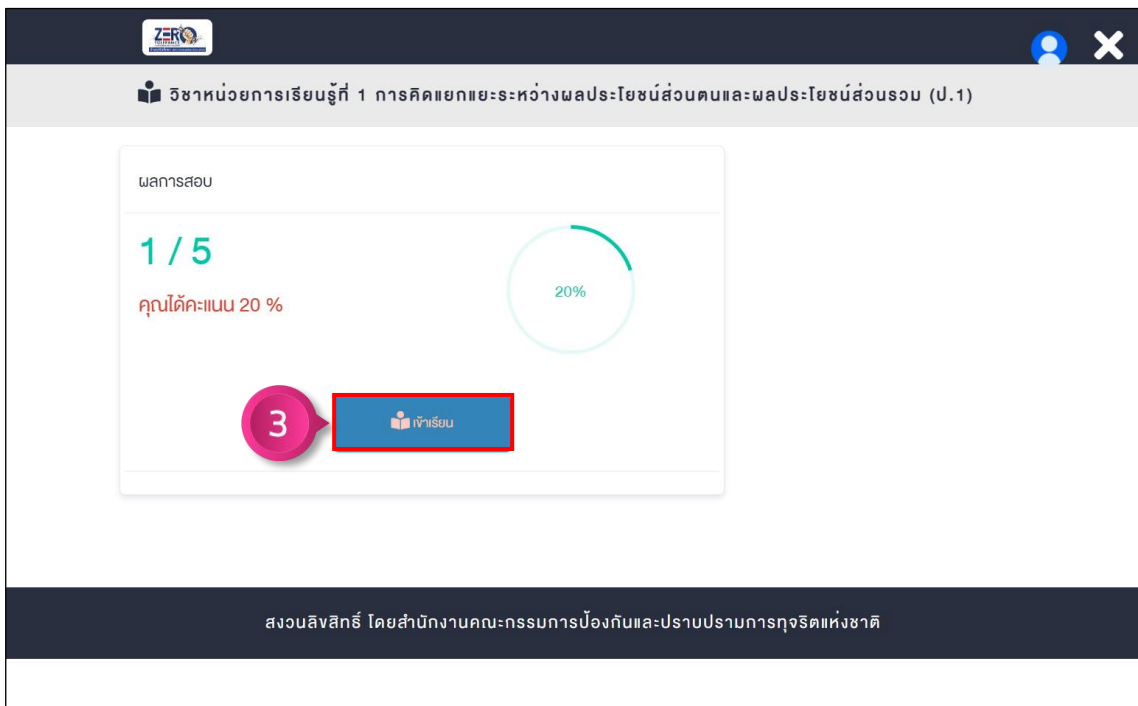 ZERO
วิชาหน่วยการเรียนรู้ที่ 1 การคิดแยกแยะระหว่างผลประโยชน์ส่วนตนและผลประโยชน์ส่วนรวม (ป.1)
ผลการสอบ
1 / 5
20%
คุณได้คะแนน 20 %
3
เข้าเรียน
สงวนลิขสิทธิ์ โดยสำนักงานคณะกรรมการป้องกันและปราบปรามการทุจริตแห่งชาติ